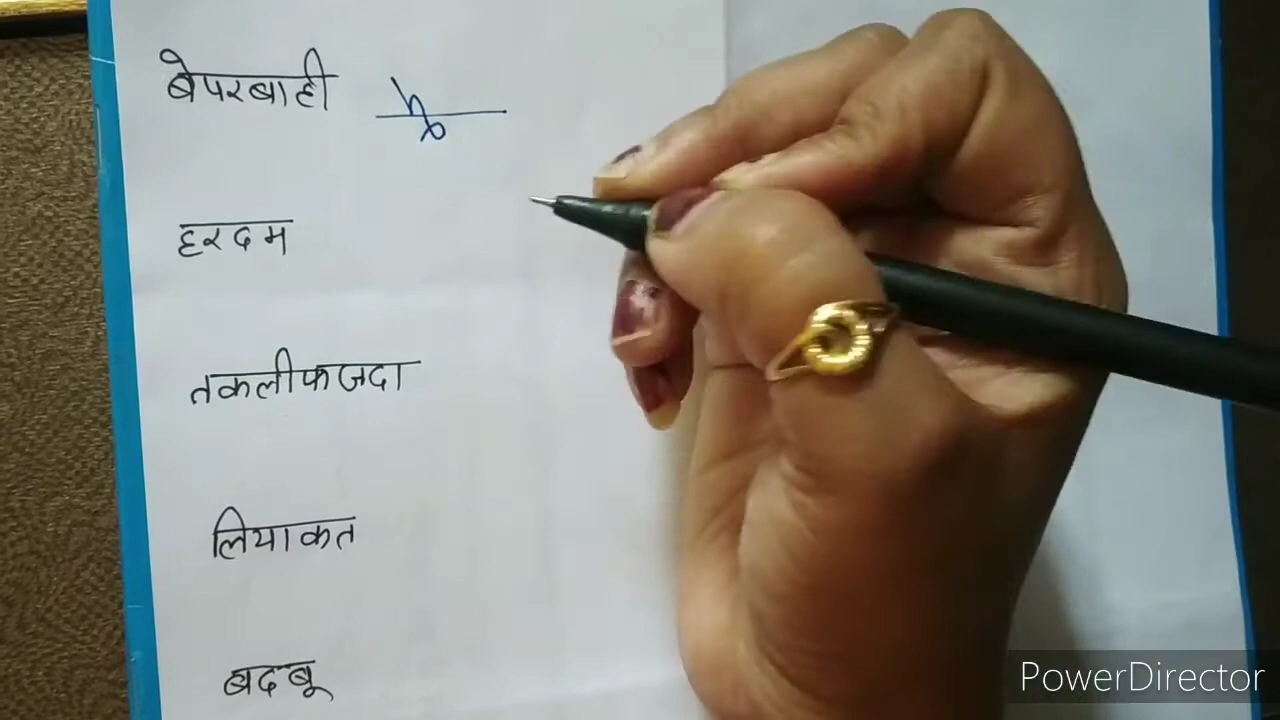 बेपरबाही
हरदम
तकलीफजदा
लियाकत
बदबू
PowerDirector